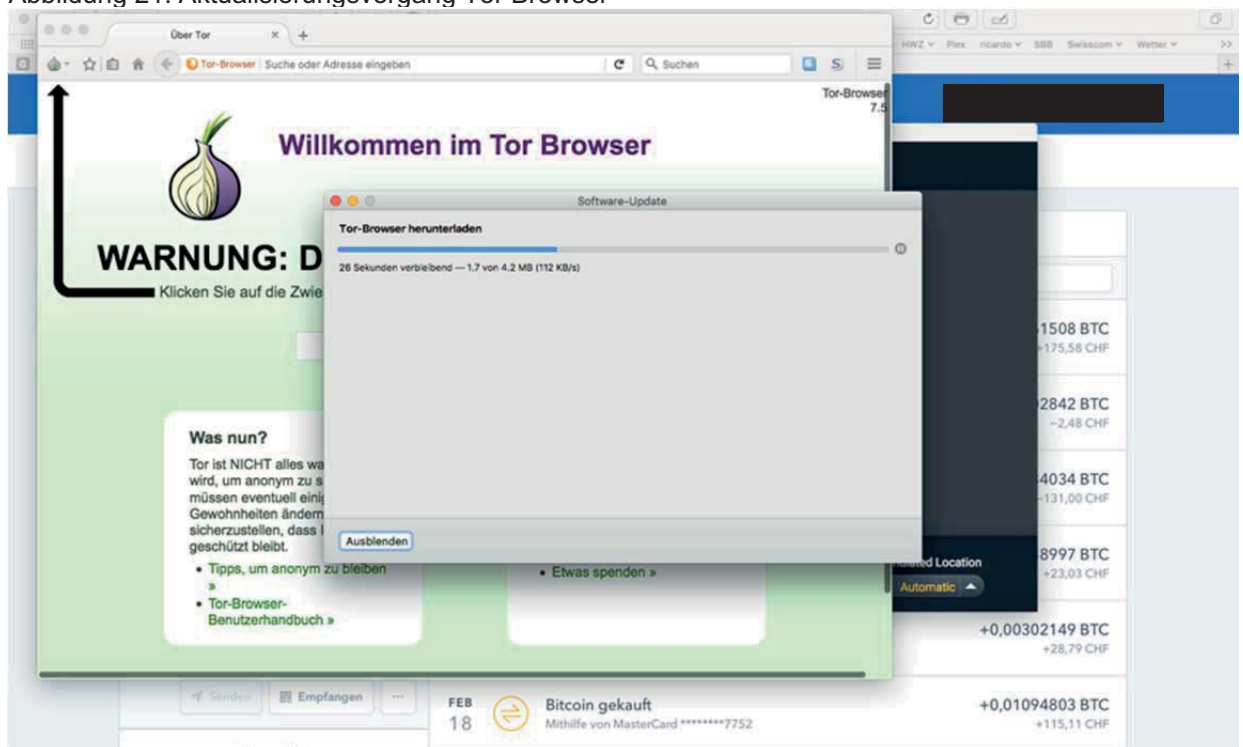 Abbildung 21: Aktualisierungsvorgang Tor Browser
Über Tor
HWZ Plex ricardo SBB Swisscom Wetter
Tor-Browser Suche oder Adresse eingeben
Suchen
Tor-Browser
7.5
Willkommen im Tor Browser
Software-Update
Tor-Browser herunterladen
26 Sekunden verbleibend — 1.7 von 4.2 MB (112 KB/s)
Ausblenden
WARNUNG: D
Klicken Sie auf die Zwie
Was nun?
Tor ist NICHT alles wa
wird, um anonym zu s
müssen eventuell einig
Gewohnheiten ändern
sicherzustellen, dass I
geschützt bleibt.
• Tipps, um anonym zu bleiben
»
• Tor-Browser-
Benutzerhandbuch »
• Etwas spenden »
Location
Automatic
1508 BTC
+175,58 CHF
2842 BTC
−2,48 CHF
4034 BTC
−131,00 CHF
8997 BTC
+23,03 CHF
+0,00302149 BTC
+28,79 CHF
Senden
Empfangen
FEB
18
Bitcoin gekauft
Mithilfe von MasterCard ********7752
+0,01094803 BTC
+115,11 CHF